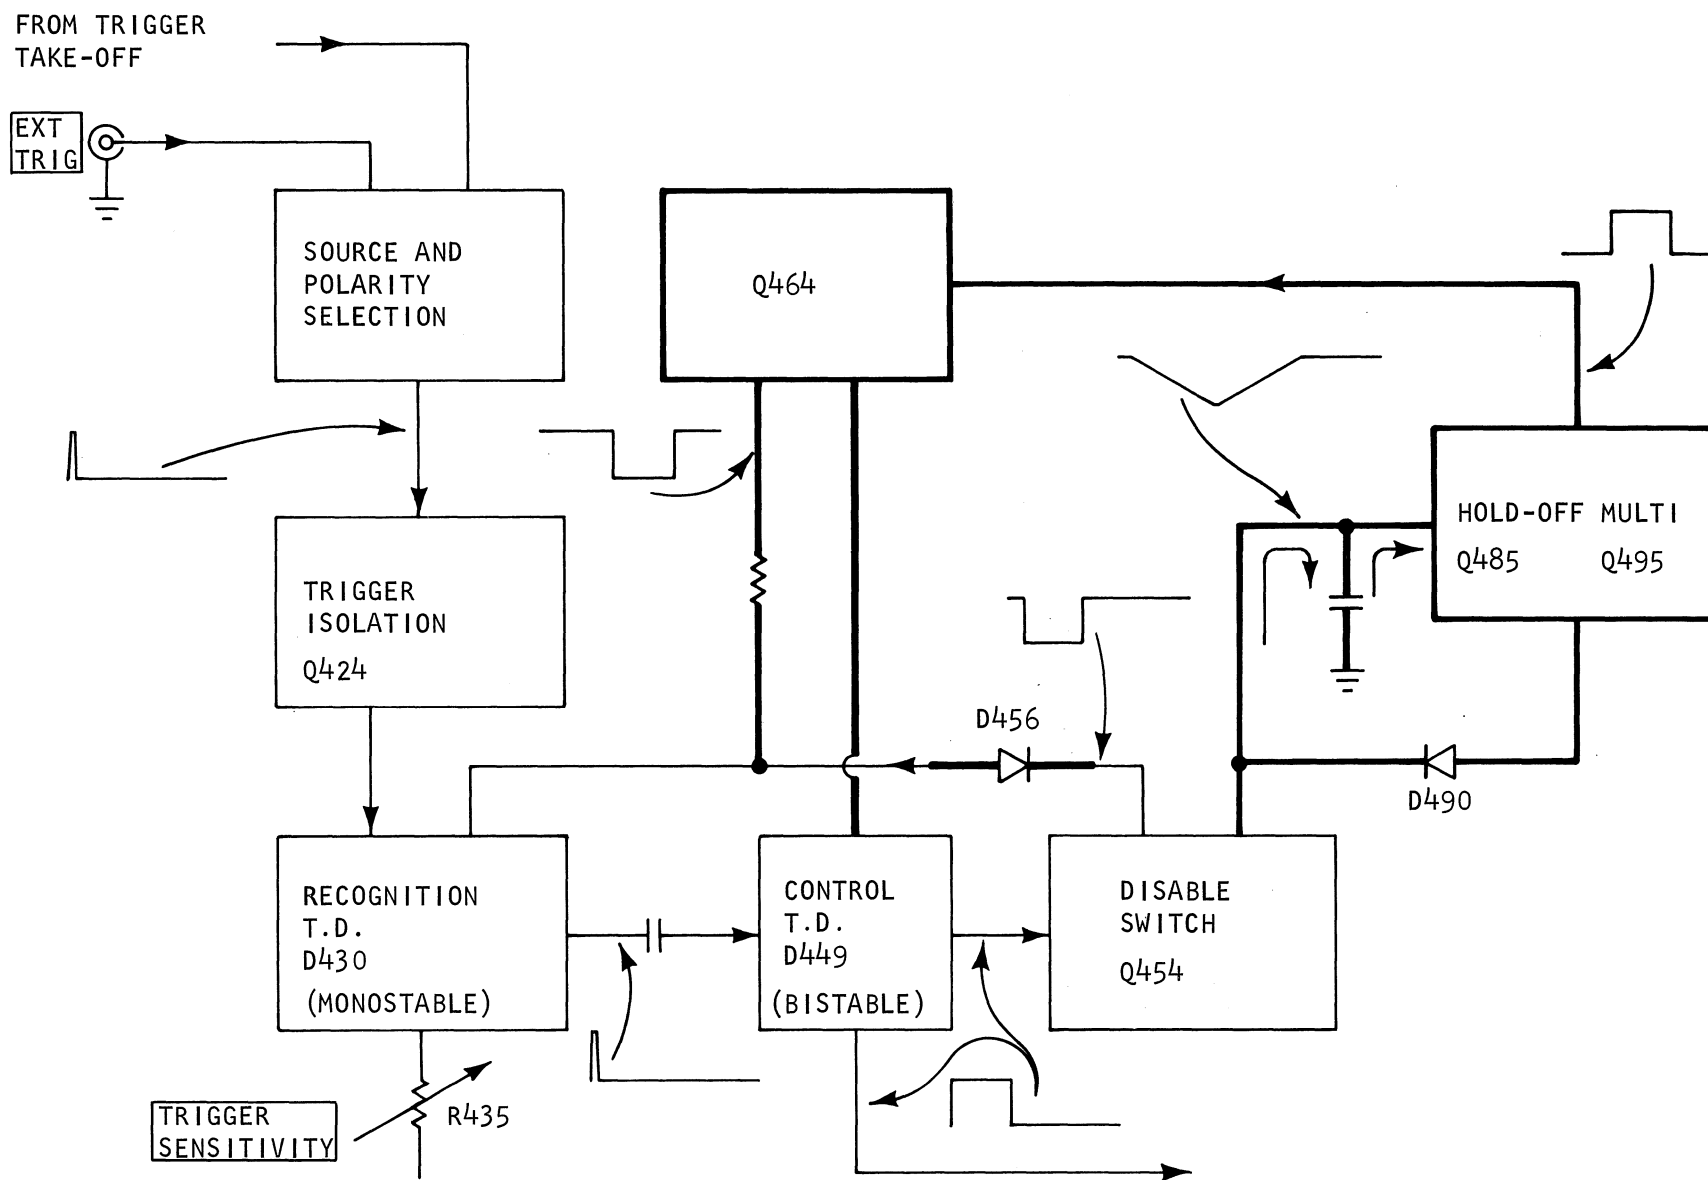 FROM TRIGGER
TAKE-OFF
EXT
TRIG
SOURCE AND
POLARITY
SELECTION
Q464
TRIGGER
ISOLATION
Q424
HOLD-OFF MULTI
Q485 Q495
D456
D490
RECOGNITION
T.D.
D430
(MONOSTABLE)
CONTROL
T.D.
D449
(BISTABLE)
DISABLE
SWITCH
Q454
TRIGGER
SENSITIVITY
R435